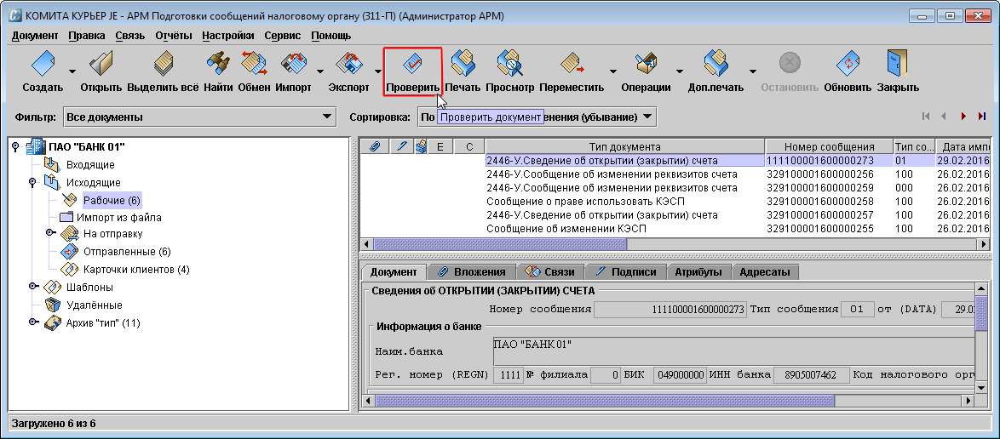 КОМИТА КУРЬЕР JE - АРМ Подготовки сообщений налоговому органу (311-П) (Администратор АРМ)
Документ Правка Связь Отчёты Настройки Сервис Помощь
Создать Открыть Выделить всё Найти Обмен Импорт Экспорт Проверить Печать Просмотр Переместить Операции Доп.печать Остановить Обновить Закрыть
Фильтр: Все документы Сортировка: По Проверить документ енения (убывание)
ПАО "БАНК 01"
Входящие
Исходящие
Рабочие (6)
Импорт из файла
На отправку
Отправленные (6)
Карточки клиентов (4)
Шаблоны
Удалённые
Архив "тип" (11)
Е С Тип документа Номер сообщения Тип со... Дата импо
2446-У.Сведение об открытии (закрытии) счета 111100001600000273 01 29.02.2016
2446-У.Сообщение об изменении реквизитов счета 329100001600000256 100 26.02.2016
2446-У.Сообщение об изменении реквизитов счета 329100001600000259 000 26.02.2016
Сообщение о праве использовать КЭСП 329100001600000258 100 26.02.2016
2446-У.Сведение об открытии (закрытии) счета 329100001600000257 100 26.02.2016
Сообщение об изменении КЭСП 329100001600000255 100 26.02.2016
Документ Вложения Связи Подписи Атрибуты Адресаты
Сведения об ОТКРЫТИИ (ЗАКРЫТИИ) СЧЕТА
Номер сообщения 111100001600000273 Тип сообщения 01 от (DATA) 29.0
Информация о банке
Наим.банка ПАО "БАНК 01"
Рег. номер (REGN) 1111 № филиала 0 БИК 049000000 ИНН банка 8905007462 Код налогового орг
Загружено 6 из 6